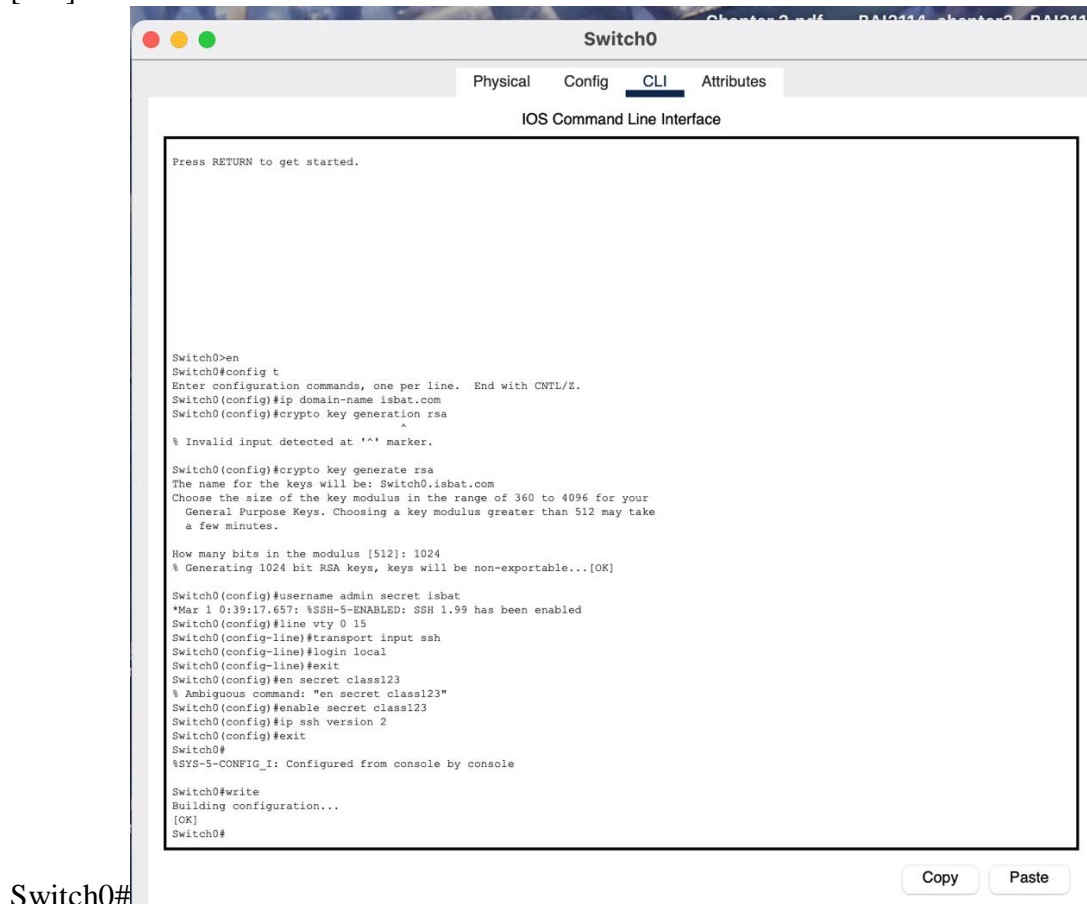 Switch0
Physical Config CLI Attributes
IOS Command Line Interface
Press RETURN to get started.
Switch0>en
Switch0#config t
Enter configuration commands, one per line.  End with CNTL/Z.
Switch0(config)#ip domain-name isbat.com
Switch0(config)#crypto key generation rsa
^
% Invalid input detected at '^' marker.
Switch0(config)#crypto key generate rsa
The name for the keys will be: Switch0.isbat.com
Choose the size of the key modulus in the range of 360 to 4096 for your
General Purpose Keys. Choosing a key modulus greater than 512 may take
a few minutes.
How many bits in the modulus [512]: 1024
% Generating 1024 bit RSA keys, keys will be non-exportable...[OK]
Switch0(config)#username admin secret isbat
*Mar 1 0:39:17.657: %SSH-5-ENABLED: SSH 1.99 has been enabled
Switch0(config)#line vty 0 15
Switch0(config-line)#transport input ssh
Switch0(config-line)#login local
Switch0(config-line)#exit
Switch0(config)#en secret class123
% Ambiguous command: "en secret class123"
Switch0(config)#enable secret class123
Switch0(config)#ip ssh version 2
Switch0(config)#exit
Switch0#
%SYS-5-CONFIG_I: Configured from console by console
Switch0#write
Building configuration...
[OK]
Switch0#
Copy Paste
Switch0#